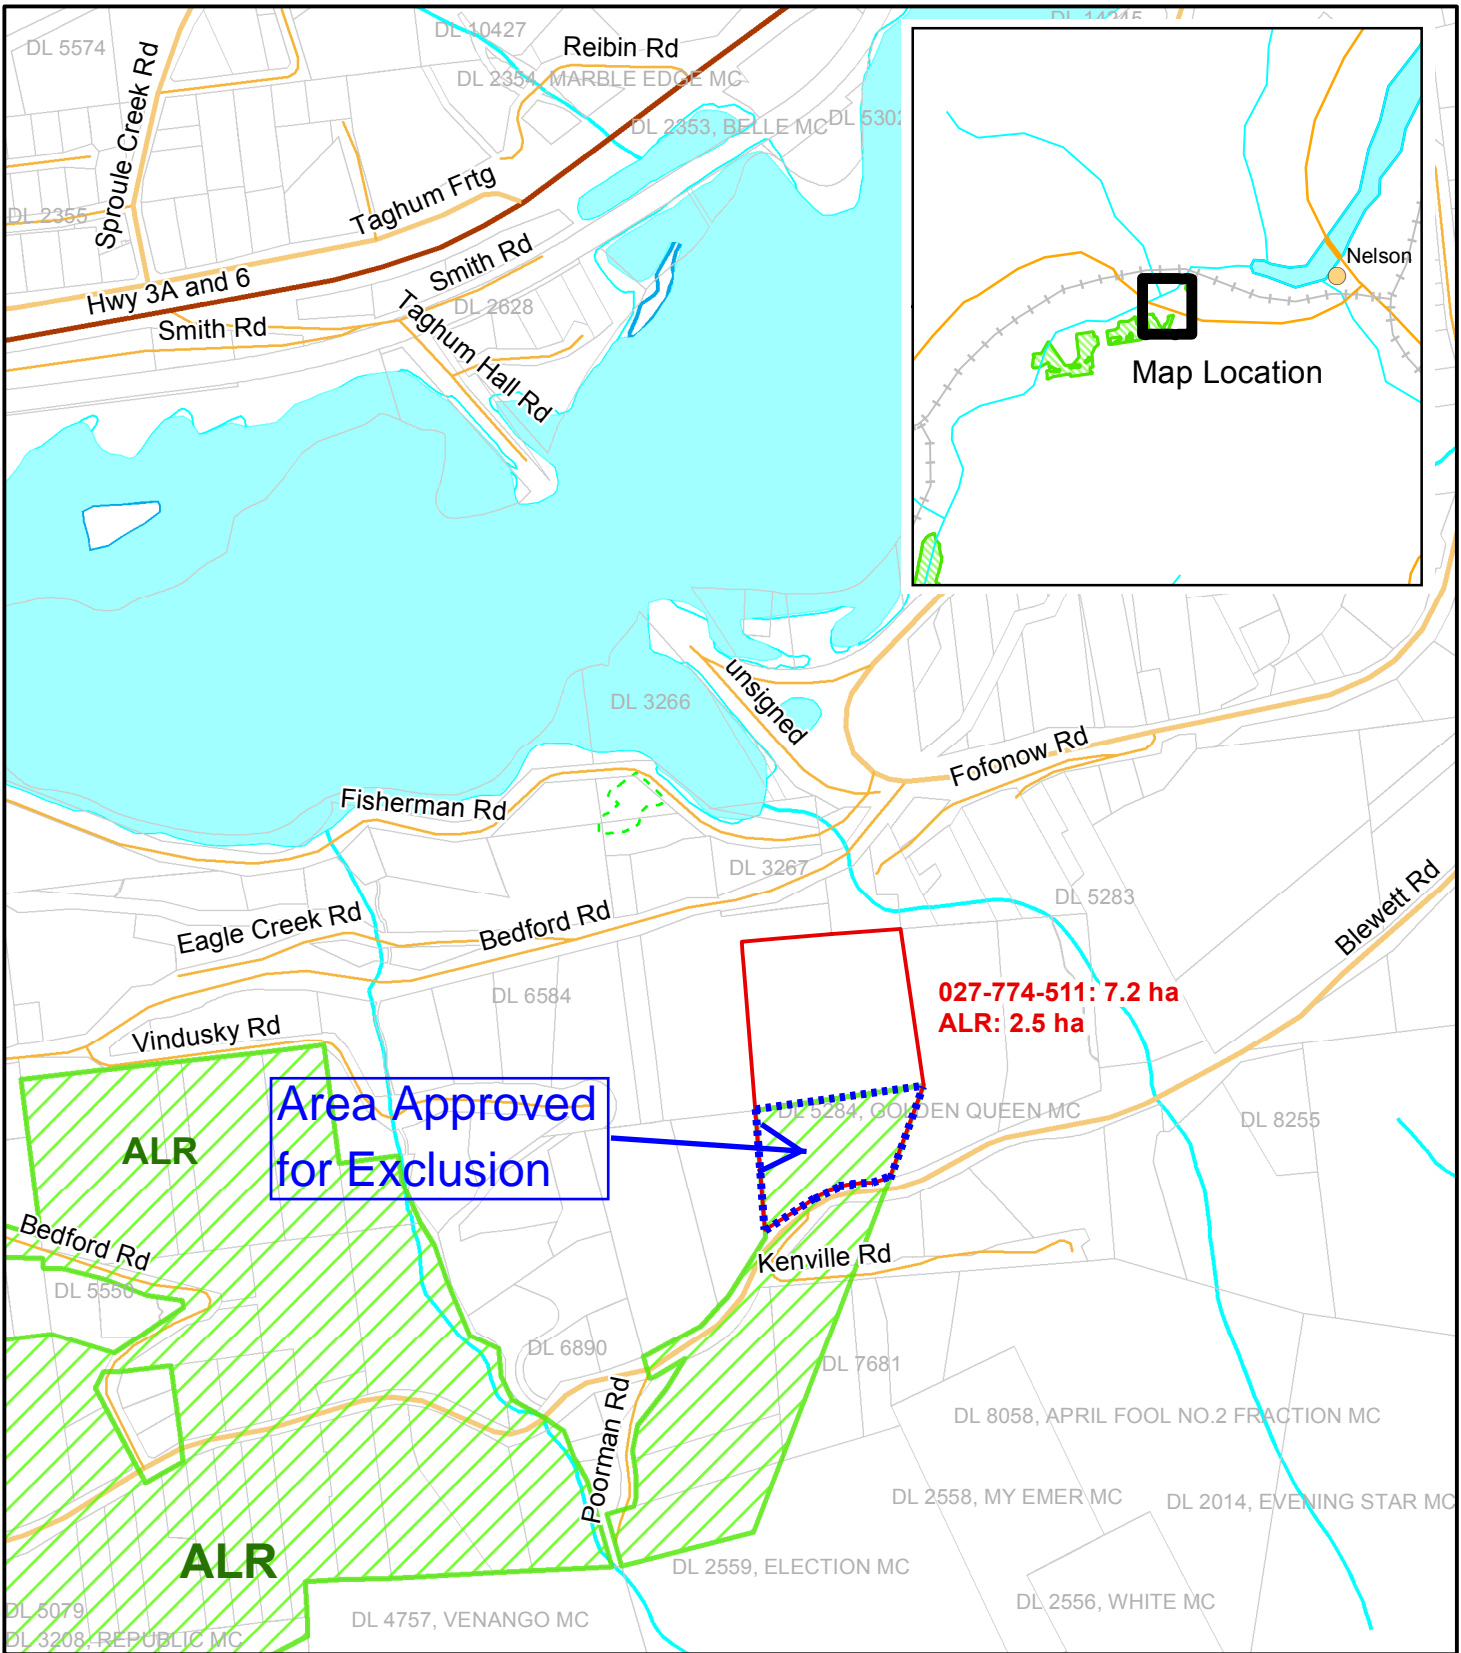 DL 5574
DL 10427
DL 14245
Reibin Rd
DL 2354, MARBLE EDGE MC
Sproule Creek Rd
DL 2353, BELLE MC
DL 5302
Taghum Frtg
DL 2355
Smith Rd
Hwy 3A and 6
DL 2628
Smith Rd
Taghum Hall Rd
Nelson
Map Location
unsigned
DL 3266
Fofonow Rd
Fisherman Rd
DL 3267
DL 5283
Blewett Rd
Eagle Creek Rd
Bedford Rd
DL 6584
027-774-511: 7.2 ha
ALR: 2.5 ha
Vindusky Rd
Area Approved
for Exclusion
DL 5284, GOLDEN QUEEN MC
DL 8255
ALR
Bedford Rd
Kenville Rd
DL 5550
DL 6890
DL 7681
Poorman Rd
DL 8058, APRIL FOOL NO.2 FRACTION MC
DL 2558, MY EMER MC
DL 2014, EVENING STAR MC
ALR
DL 2559, ELECTION MC
DL 2556, WHITE MC
DL 5079
DL 4757, VENANGO MC
DL 3208, REPUBLIC MC